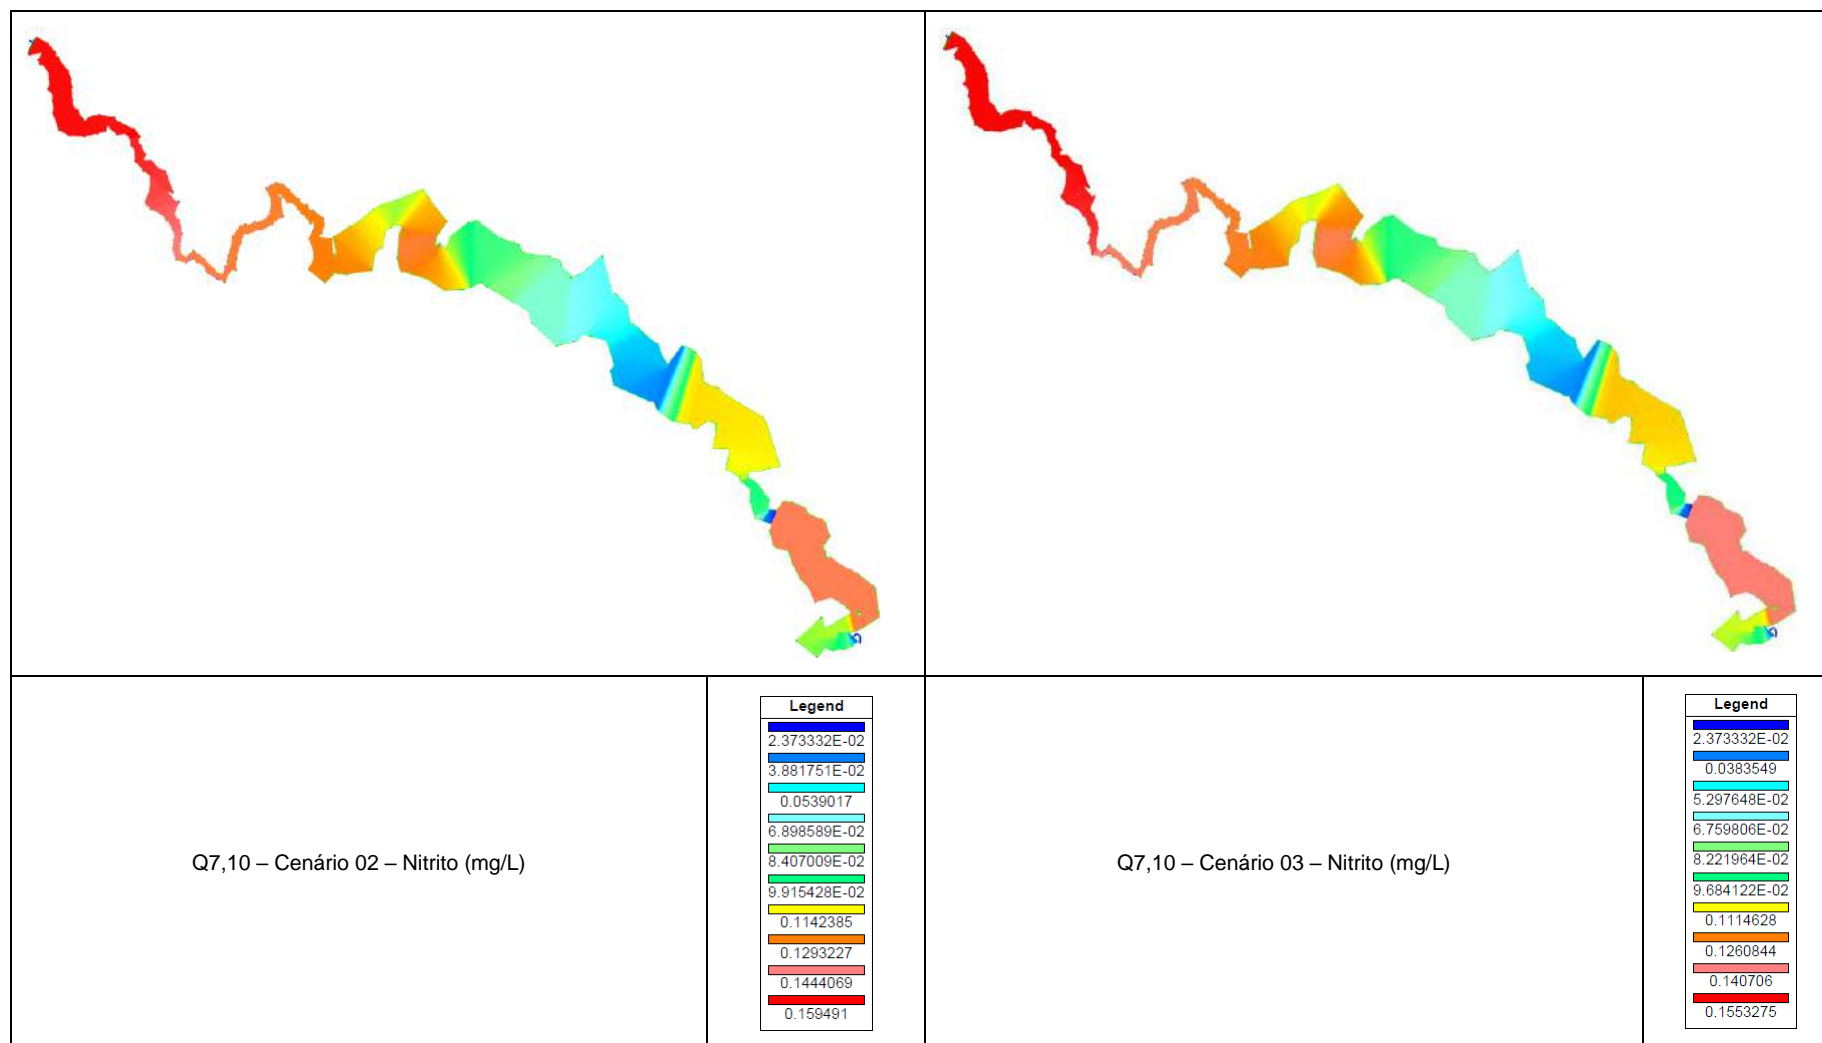 Q7,10 – Cenário 02 – Nitrito (mg/L)
Legend
2.373332E-02
3.881751E-02
0.0539017
6.898589E-02
8.407009E-02
9.915428E-02
0.1142385
0.1293227
0.1444069
0.159491
Q7,10 – Cenário 03 – Nitrito (mg/L)
Legend
2.373332E-02
0.0383549
5.297648E-02
6.759806E-02
8.221964E-02
9.684122E-02
0.1114628
0.1260844
0.140706
0.1553275